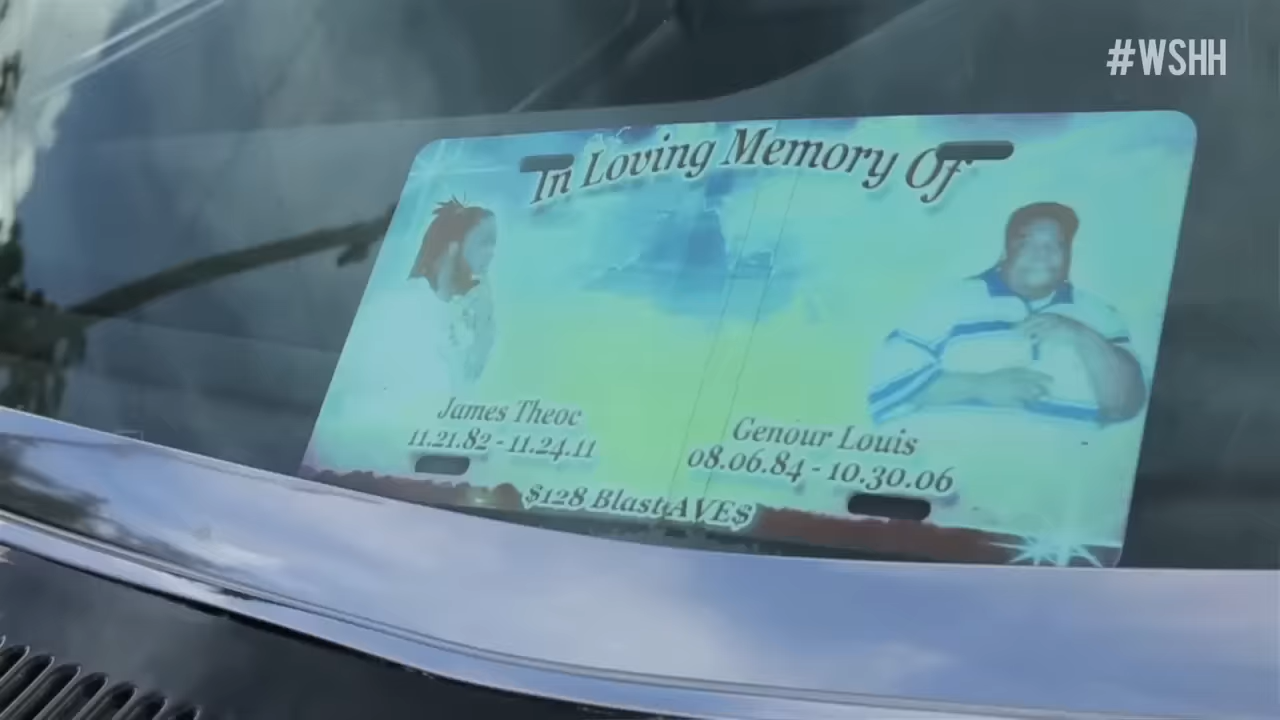 #WSHH
In Loving Memory Of
James Theoc
11.21.82 - 11.24.11
Genour Louis
08.06.84 - 10.30.06
$128 Blast AVE$